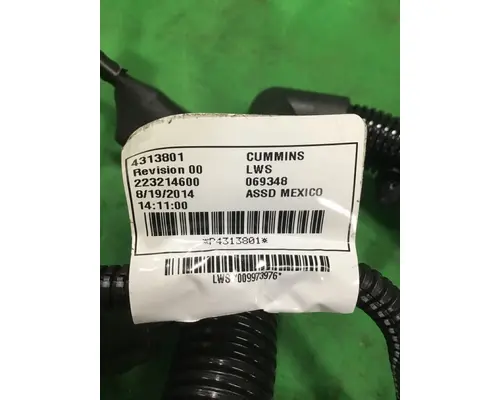 4313801 CUMMINS
Revision 00 LWS
223214600 069348
8/19/2014 ASSD MEXICO
14:11:00
*P4313801*
LWS *009973976*